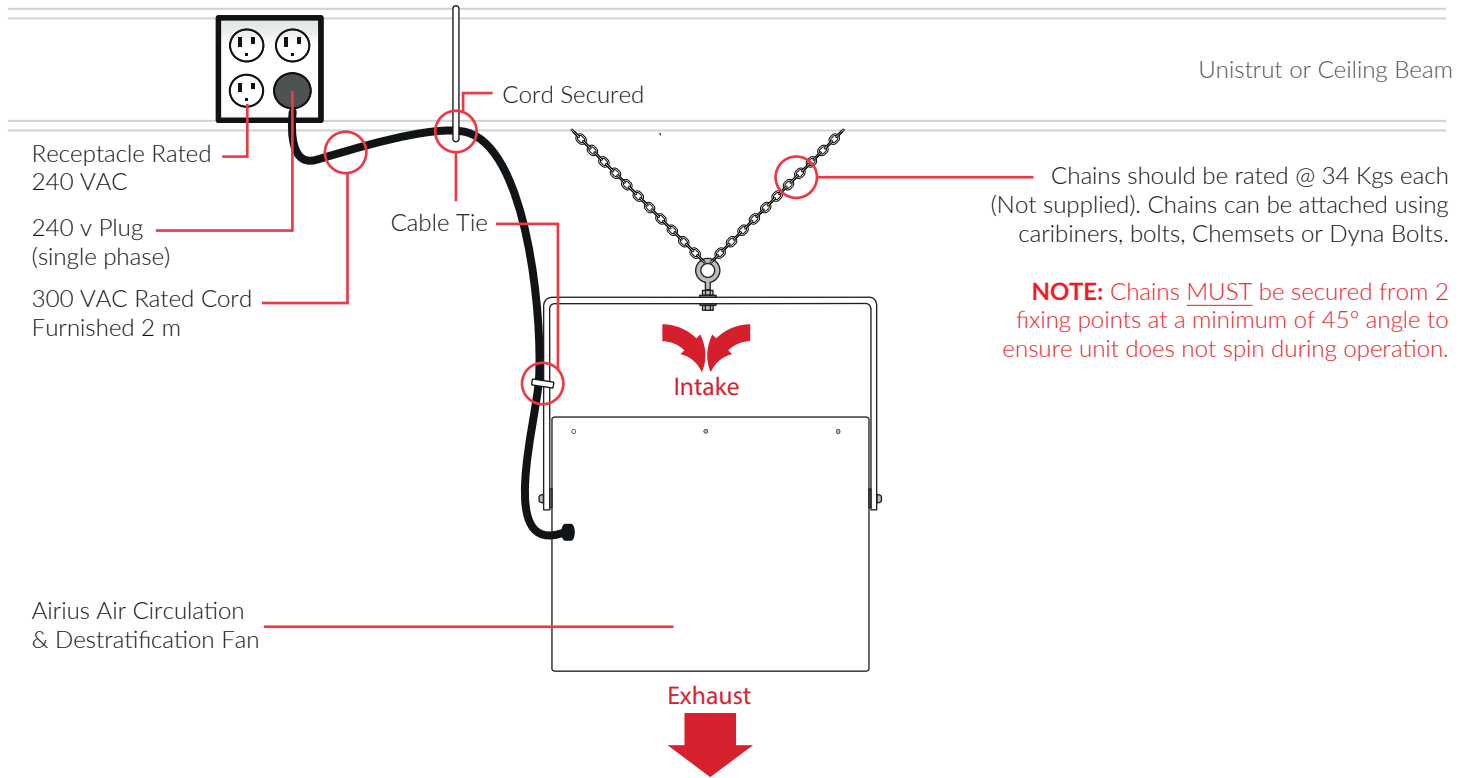 Unistrut or Ceiling Beam
Cord Secured
Receptacle Rated
240 VAC
240 v Plug
(single phase)
300 VAC Rated Cord
Furnished 2 m
Cable Tie
Chains should be rated @ 34 Kgs each
(Not supplied). Chains can be attached using
caribiners, bolts, Chemsets or Dyna Bolts.
NOTE: Chains MUST be secured from 2
fixing points at a minimum of 45° angle to
ensure unit does not spin during operation.
Intake
Airius Air Circulation
& Destratification Fan
Exhaust